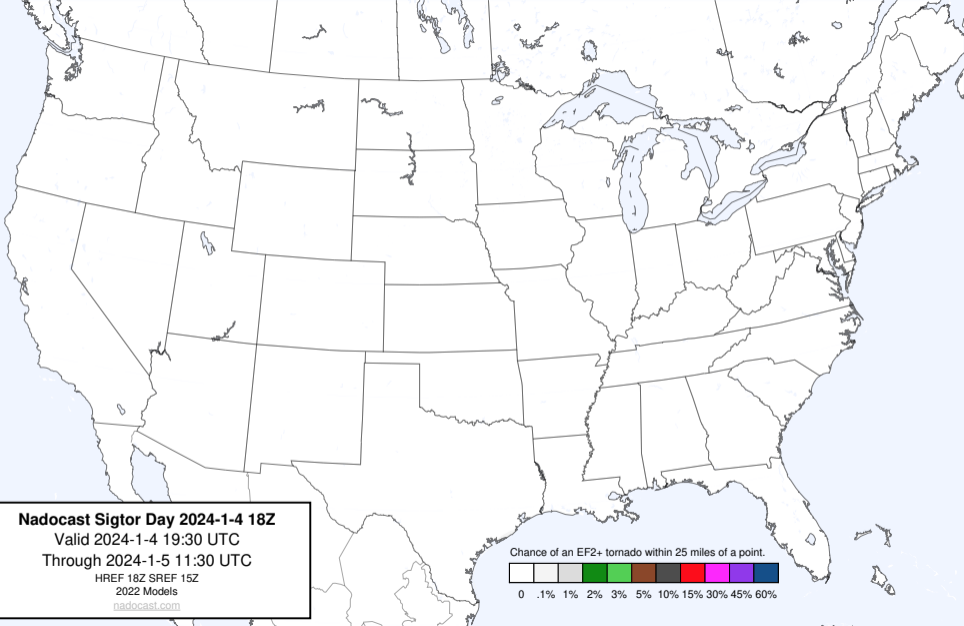 Nadocast Sigtor Day 2024-1-4 18Z
Valid 2024-1-4 19:30 UTC
Through 2024-1-5 11:30 UTC
HREF 18Z SREF 15Z
2022 Models
nadocast.com
Chance of an EF2+ tornado within 25 miles of a point.
0 .1% 1% 2% 3% 5% 10% 15% 30% 45% 60%